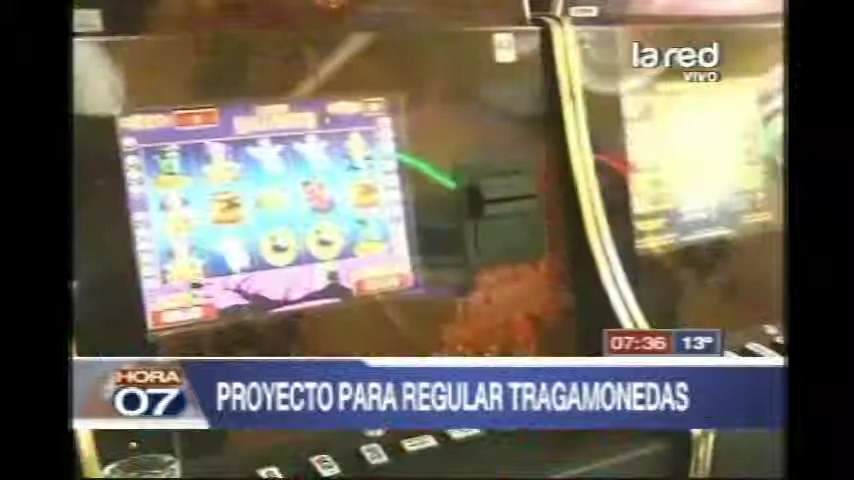 la red
VIVO
07:36 13°
HORA
07
PROYECTO PARA REGULAR TRAGAMONEDAS